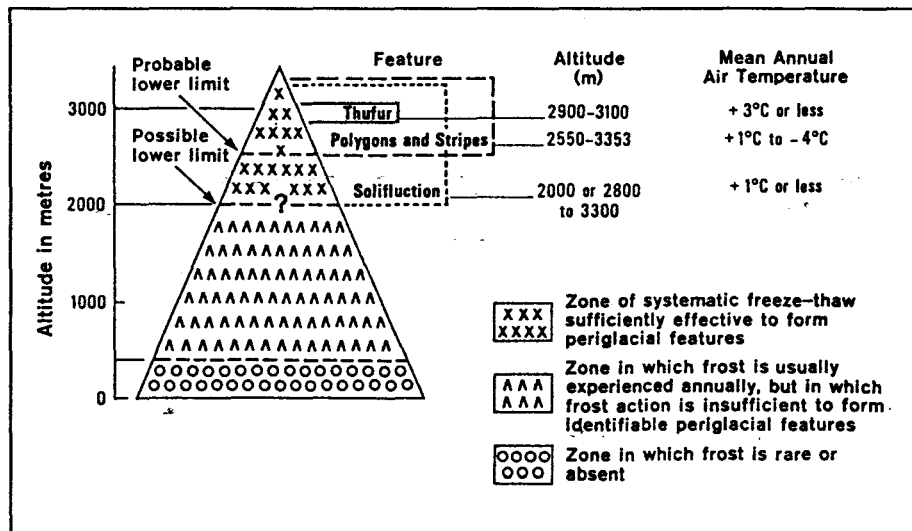 Feature
Altitude
(m)
Mean Annual
Air Temperature
Probable
lower limit
Possible
lower limit
Altitude in metres
3000
2000
1000
0
Thufur
2900–3100
+ 3°C or less
Polygons and Stripes
2550–3353
+ 1°C to – 4°C
?
Solifluction
2000 or 2800
to 3300
+ 1°C or less
X X X
X X X X
Zone of systematic freeze–thaw
sufficiently effective to form
periglacial features
Zone in which frost is usually
experienced annually, but in which
frost action is insufficient to form
identifiable periglacial features
Zone in which frost is rare or
absent